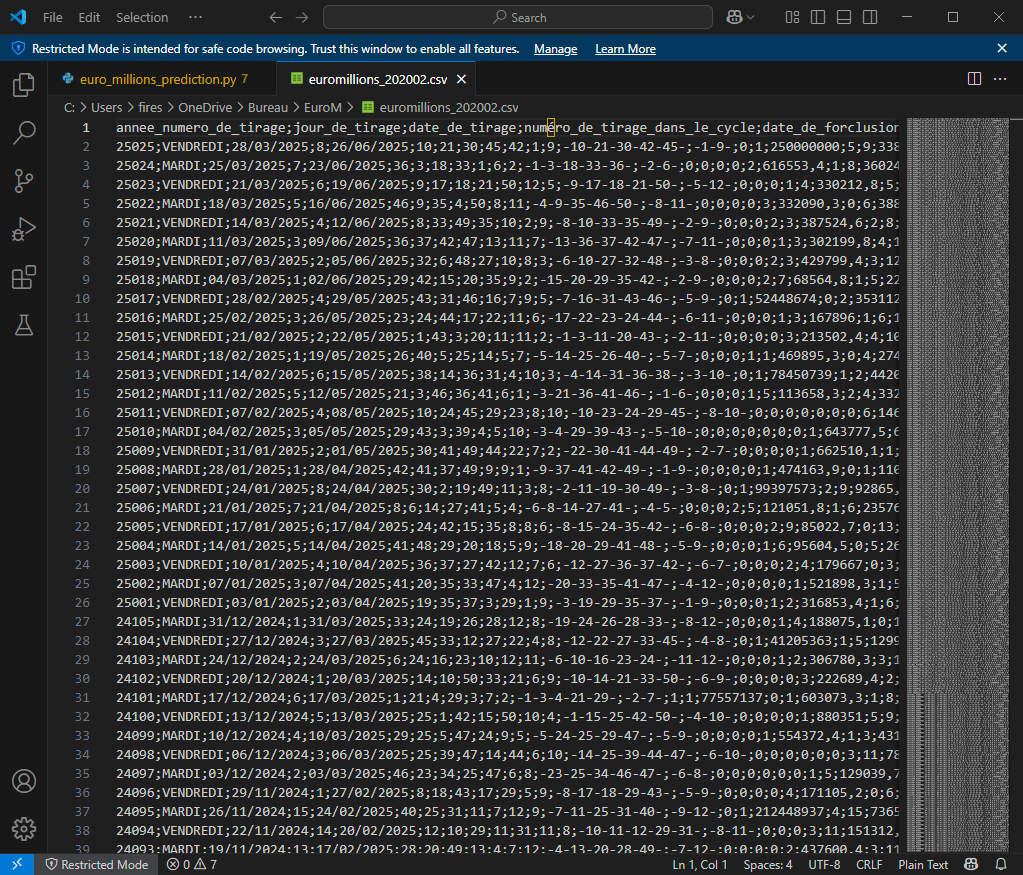 File Edit Selection ··· Search
Restricted Mode is intended for safe code browsing. Trust this window to enable all features. Manage Learn More
euro_millions_prediction.py 7 euromillions_202002.csv
C: > Users > fires > OneDrive > Bureau > EuroM > euromillions_202002.csv
1 annee_numero_de_tirage;jour_de_tirage;date_de_tirage;numéro_de_tirage_dans_le_cycle;date_de_forclusion
2 25025;VENDREDI;28/03/2025;8;26/06/2025;10;21;30;45;42;1;9;-10-21-30-42-45-;-1-9-;0;1;250000000;5;9;338
3 25024;MARDI;25/03/2025;7;23/06/2025;36;3;18;33;1;6;2;-1-3-18-33-36-;-2-6-;0;0;0;0;2;616553,4;1;8;36024
4 25023;VENDREDI;21/03/2025;6;19/06/2025;9;17;18;21;50;12;5;-9-17-18-21-50-;-5-12-;0;0;0;1;4;330212,8;5;
5 25022;MARDI;18/03/2025;5;16/06/2025;46;9;35;4;50;8;11;-4-9-35-46-50-;-8-11-;0;0;0;0;3;332090,3;0;6;388
6 25021;VENDREDI;14/03/2025;4;12/06/2025;8;33;49;35;10;2;9;-8-10-33-35-49-;-2-9-;0;0;0;2;3;387524,6;2;8;
7 25020;MARDI;11/03/2025;3;09/06/2025;36;37;42;47;13;11;7;-13-36-37-42-47-;-7-11-;0;0;0;1;3;302199,8;4;1
8 25019;VENDREDI;07/03/2025;2;05/06/2025;32;6;48;27;10;8;3;-6-10-27-32-48-;-3-8-;0;0;0;2;3;429799,4;3;12
9 25018;MARDI;04/03/2025;1;02/06/2025;29;42;15;20;35;9;2;-15-20-29-35-42-;-2-9-;0;0;0;2;7;68564,8;1;5;22
10 25017;VENDREDI;28/02/2025;4;29/05/2025;43;31;46;16;7;9;5;-7-16-31-43-46-;-5-9-;0;1;52448674;0;2;353112
11 25016;MARDI;25/02/2025;3;26/05/2025;23;24;44;17;22;11;6;-17-22-23-24-44-;-6-11-;0;0;0;1;3;167896;1;6;1
12 25015;VENDREDI;21/02/2025;2;22/05/2025;1;43;3;20;11;11;2;-1-3-11-20-43-;-2-11-;0;0;0;0;3;213502,4;4;10
13 25014;MARDI;18/02/2025;1;19/05/2025;26;40;5;25;14;5;7;-5-14-25-26-40-;-5-7-;0;0;0;1;1;469895,3;0;4;274
14 25013;VENDREDI;14/02/2025;6;15/05/2025;38;14;36;31;4;10;3;-4-14-31-36-38-;-3-10-;0;1;78450739;1;2;4420
15 25012;MARDI;11/02/2025;5;12/05/2025;21;3;46;36;41;6;1;-3-21-36-41-46-;-1-6-;0;0;0;1;5;113658,3;2;4;332
16 25011;VENDREDI;07/02/2025;4;08/05/2025;10;24;45;29;23;8;10;-10-23-24-29-45-;-8-10-;0;0;0;0;0;0;0;6;146
17 25010;MARDI;04/02/2025;3;05/05/2025;29;43;3;39;4;5;10;-3-4-29-39-43-;-5-10-;0;0;0;0;0;0;1;643777,5;6
18 25009;VENDREDI;31/01/2025;2;01/05/2025;30;41;49;44;22;7;2;-22-30-41-44-49-;-2-7-;0;0;0;0;1;662510,1;1;
19 25008;MARDI;28/01/2025;1;28/04/2025;42;41;37;49;9;9;1;-9-37-41-42-49-;-1-9-;0;0;0;0;1;474163,9;0;1;110
20 25007;VENDREDI;24/01/2025;8;24/04/2025;30;2;19;49;11;3;8;-2-11-19-30-49-;-3-8-;0;1;99397573;2;9;92865,
21 25006;MARDI;21/01/2025;7;21/04/2025;8;6;14;27;41;5;4;-6-8-14-27-41-;-4-5-;0;0;0;2;5;121051,8;1;6;23576
22 25005;VENDREDI;17/01/2025;6;17/04/2025;24;42;15;35;8;8;6;-8-15-24-35-42-;-6-8-;0;0;0;2;9;85022,7;0;13;
23 25004;MARDI;14/01/2025;5;14/04/2025;41;48;29;20;18;5;9;-18-20-29-41-48-;-5-9-;0;0;0;1;6;95604,5;0;5;26
24 25003;VENDREDI;10/01/2025;4;10/04/2025;36;37;27;42;12;7;6;-12-27-36-37-42-;-6-7-;0;0;0;2;4;179667;0;3;
25 25002;MARDI;07/01/2025;3;07/04/2025;41;20;35;33;47;4;12;-20-33-35-41-47-;-4-12-;0;0;0;0;1;521898,3;1;5
26 25001;VENDREDI;03/01/2025;2;03/04/2025;19;35;37;3;29;1;9;-3-19-29-35-37-;-1-9-;0;0;0;1;2;316853,4;1;6;
27 24105;MARDI;31/12/2024;1;31/03/2025;33;24;19;26;28;12;8;-19-24-26-28-33-;-8-12-;0;0;0;1;4;188075,1;0;1
28 24104;VENDREDI;27/12/2024;3;27/03/2025;45;33;12;27;22;4;8;-12-22-27-33-45-;-4-8-;0;1;41205363;1;5;1299
29 24103;MARDI;24/12/2024;2;24/03/2025;6;24;16;23;10;12;11;-6-10-16-23-24-;-11-12-;0;0;0;1;2;306780,3;3;1
30 24102;VENDREDI;20/12/2024;1;20/03/2025;14;10;50;33;21;6;9;-10-14-21-33-50-;-6-9-;0;0;0;0;3;222689,4;2;
31 24101;MARDI;17/12/2024;6;17/03/2025;1;21;4;29;3;7;2;-1-3-4-21-29-;-2-7-;1;1;77557137;0;1;603073,3;1;8;
32 24100;VENDREDI;13/12/2024;5;13/03/2025;25;1;42;15;50;10;4;-1-15-25-42-50-;-4-10-;0;0;0;0;1;880351;5;9;
33 24099;MARDI;10/12/2024;4;10/03/2025;29;25;5;47;24;9;5;-5-24-25-29-47-;-5-9-;0;0;0;0;1;554372,4;1;3;431
34 24098;VENDREDI;06/12/2024;3;06/03/2025;25;39;47;14;44;6;10;-14-25-39-44-47-;-6-10-;0;0;0;0;0;0;3;11;78
35 24097;MARDI;03/12/2024;2;03/03/2025;46;23;34;25;47;6;8;-23-25-34-46-47-;-6-8-;0;0;0;0;0;0;1;5;129039,7
36 24096;VENDREDI;29/11/2024;1;27/02/2025;8;18;43;17;29;5;9;-8-17-18-29-43-;-5-9-;0;0;0;0;4;171105,2;0;6;
37 24095;MARDI;26/11/2024;15;24/02/2025;40;25;31;11;7;12;9;-7-11-25-31-40-;-9-12-;0;1;212448937;4;15;7365
38 24094;VENDREDI;22/11/2024;14;20/02/2025;12;10;29;11;31;11;8;-10-11-12-29-31-;-8-11-;0;0;0;3;11;151312,
39 24093;MARDI;19/11/2024;13;17/02/2025;28;20;49;13;4;7;12;-4-13-20-28-49-;-7-12-;0;0;0;0;2;437600,4;3;11
Restricted Mode 0 7 Ln 1, Col 1 Spaces: 4 UTF-8 CRLF Plain Text